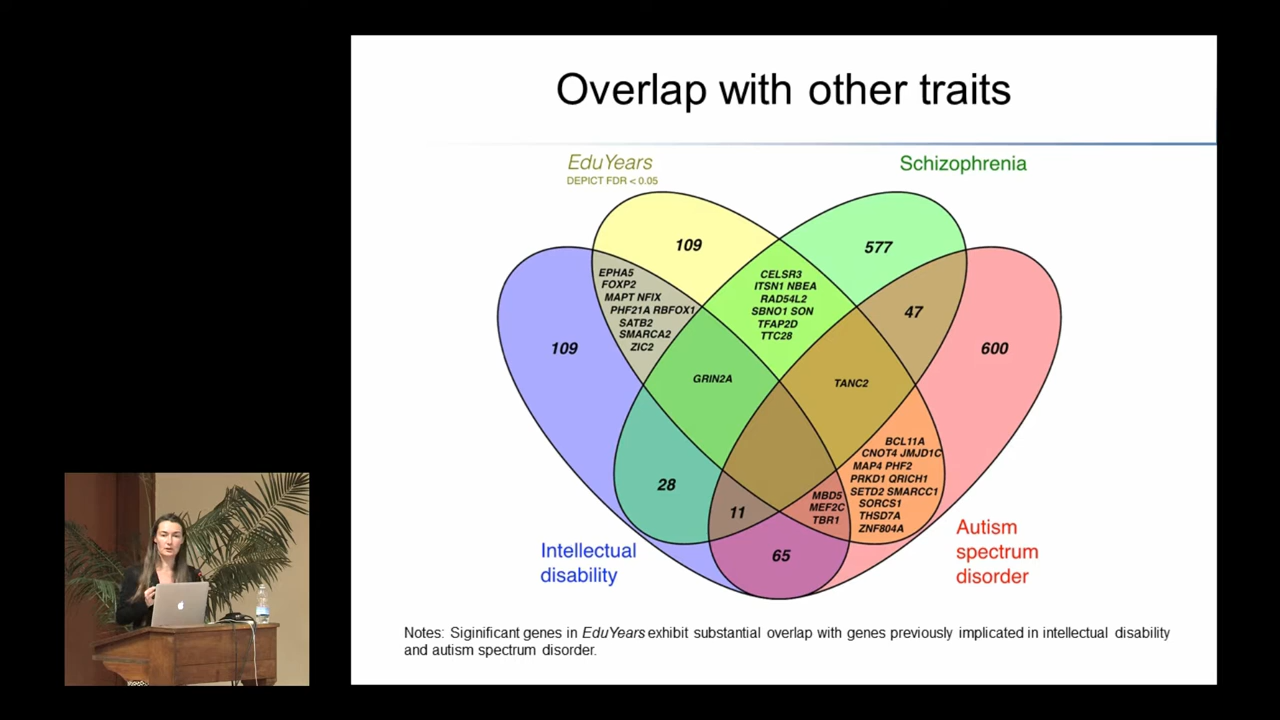 Overlap with other traits
EduYears
DEPICT FDR < 0.05
Schizophrenia
109
577
EPHA5
FOXP2
MAPT NFIX
PHF21A RBFOX1
SATB2
SMARCA2
ZIC2
CELSR3
ITSN1 NBEA
RAD54L2
SBNO1 SON
TFAP2D
TTC28
47
109
600
GRIN2A
TANC2
BCL11A
CNOT4 JMJD1C
MAP4 PHF2
PRKD1 QRICH1
SETD2 SMARCC1
SORCS1
THSD7A
ZNF804A
28
11
MBD5
MEF2C
TBR1
65
Intellectual
disability
Autism
spectrum
disorder
Notes: Siginificant genes in EduYears exhibit substantial overlap with genes previously implicated in intellectual disability
and autism spectrum disorder.